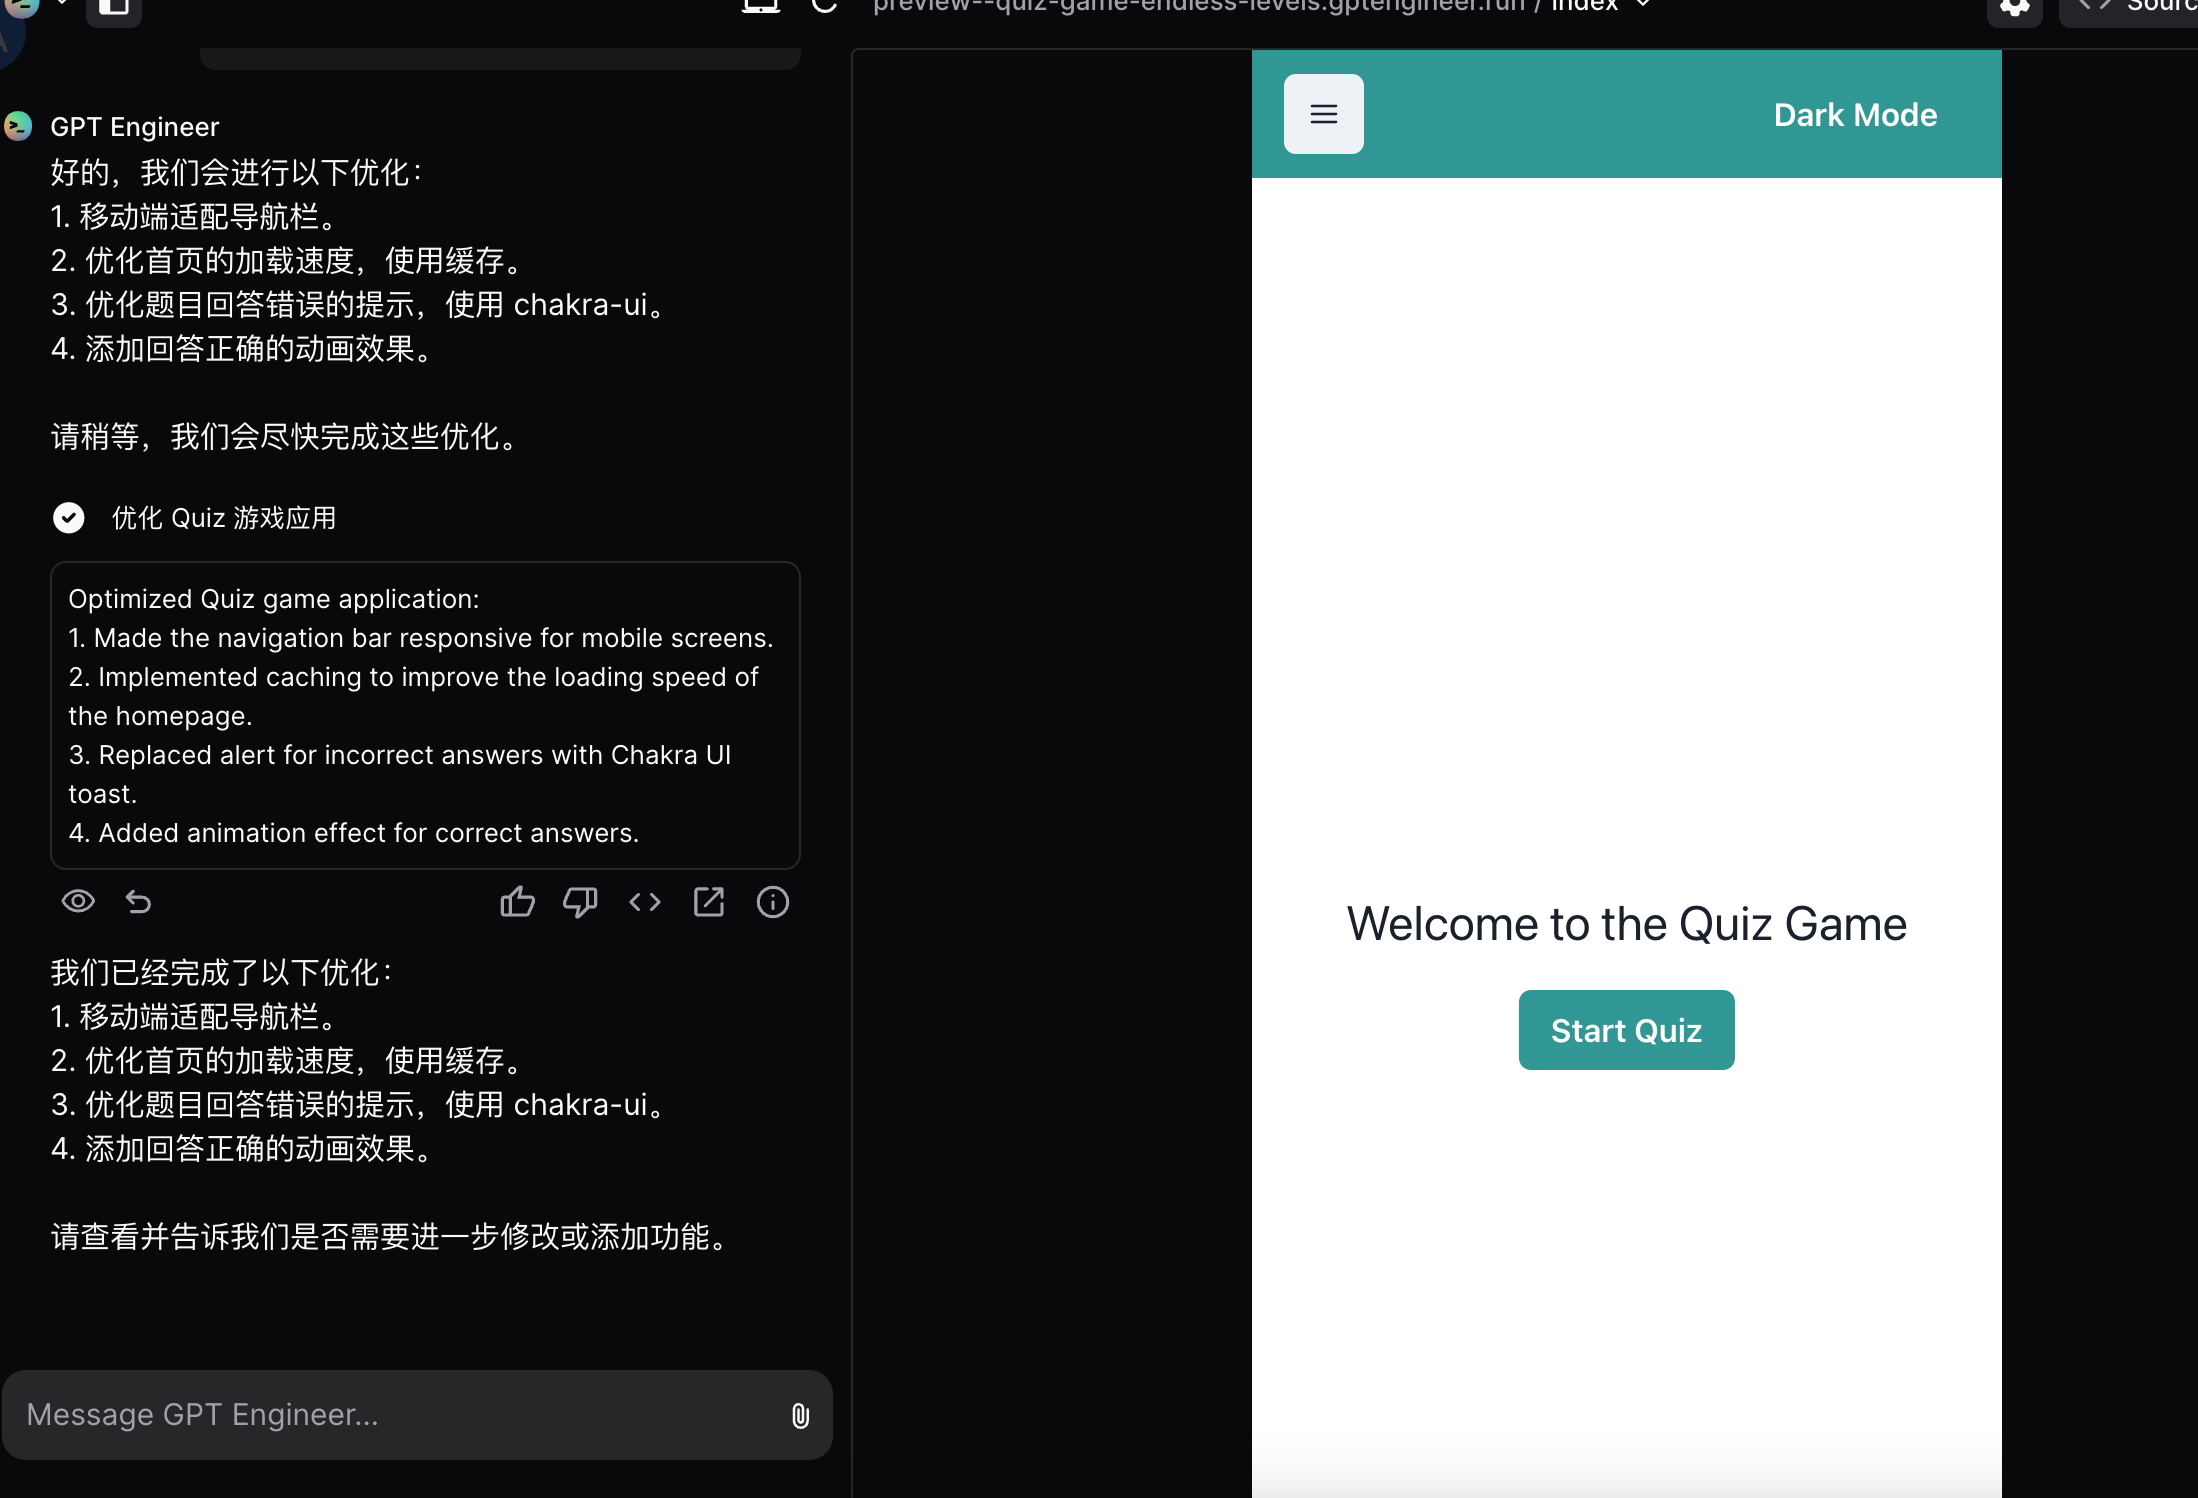 preview--quiz-game-endless-levels.gptengineer.run / index
GPT Engineer
好的，我们会进行以下优化：
1. 移动端适配导航栏。
2. 优化首页的加载速度，使用缓存。
3. 优化题目回答错误的提示，使用 chakra-ui。
4. 添加回答正确的动画效果。
请稍等，我们会尽快完成这些优化。
优化 Quiz 游戏应用
Optimized Quiz game application:
1. Made the navigation bar responsive for mobile screens.
2. Implemented caching to improve the loading speed of
the homepage.
3. Replaced alert for incorrect answers with Chakra UI
toast.
4. Added animation effect for correct answers.
我们已经完成了以下优化：
1. 移动端适配导航栏。
2. 优化首页的加载速度，使用缓存。
3. 优化题目回答错误的提示，使用 chakra-ui。
4. 添加回答正确的动画效果。
请查看并告诉我们是否需要进一步修改或添加功能。
Message GPT Engineer...
Dark Mode
Welcome to the Quiz Game
Start Quiz